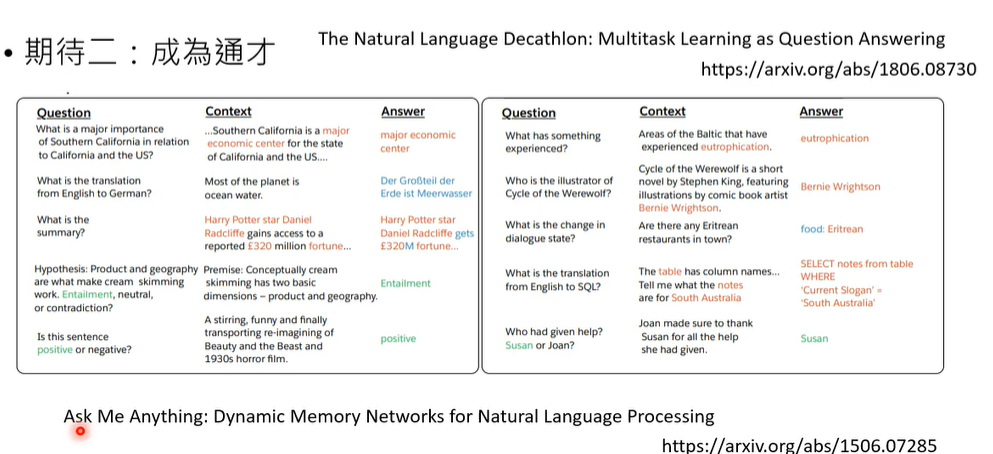 • 期待二：成為通才
The Natural Language Decathlon: Multitask Learning as Question Answering
https://arxiv.org/abs/1806.08730
Question Context Answer
What is a major importance
of Southern California in relation
to California and the US?
...Southern California is a major
economic center for the state
of California and the US....
major economic
center
What is the translation
from English to German?
Most of the planet is
ocean water.
Der Großteil der
Erde ist Meerwasser
What is the
summary?
Harry Potter star Daniel
Radcliffe gains access to a
reported £320 million fortune...
Harry Potter star
Daniel Radcliffe gets
£320M fortune...
Hypothesis: Product and geography
are what make cream skimming
work. Entailment, neutral,
or contradiction?
Premise: Conceptually cream
skimming has two basic
dimensions – product and geography.
Entailment
Is this sentence
positive or negative?
A stirring, funny and finally
transporting re-imagining of
Beauty and the Beast and
1930s horror film.
positive
Question Context Answer
What has something
experienced?
Areas of the Baltic that have
experienced eutrophication.
eutrophication
Who is the illustrator of
Cycle of the Werewolf?
Cycle of the Werewolf is a short
novel by Stephen King, featuring
illustrations by comic book artist
Bernie Wrightson.
Bernie Wrightson
What is the change in
dialogue state?
Are there any Eritrean
restaurants in town?
food: Eritrean
What is the translation
from English to SQL?
The table has column names...
Tell me what the notes
are for South Australia
SELECT notes from table
WHERE
'Current Slogan' =
'South Australia'
Who had given help?
Susan or Joan?
Joan made sure to thank
Susan for all the help
she had given.
Susan
Ask Me Anything: Dynamic Memory Networks for Natural Language Processing
https://arxiv.org/abs/1506.07285